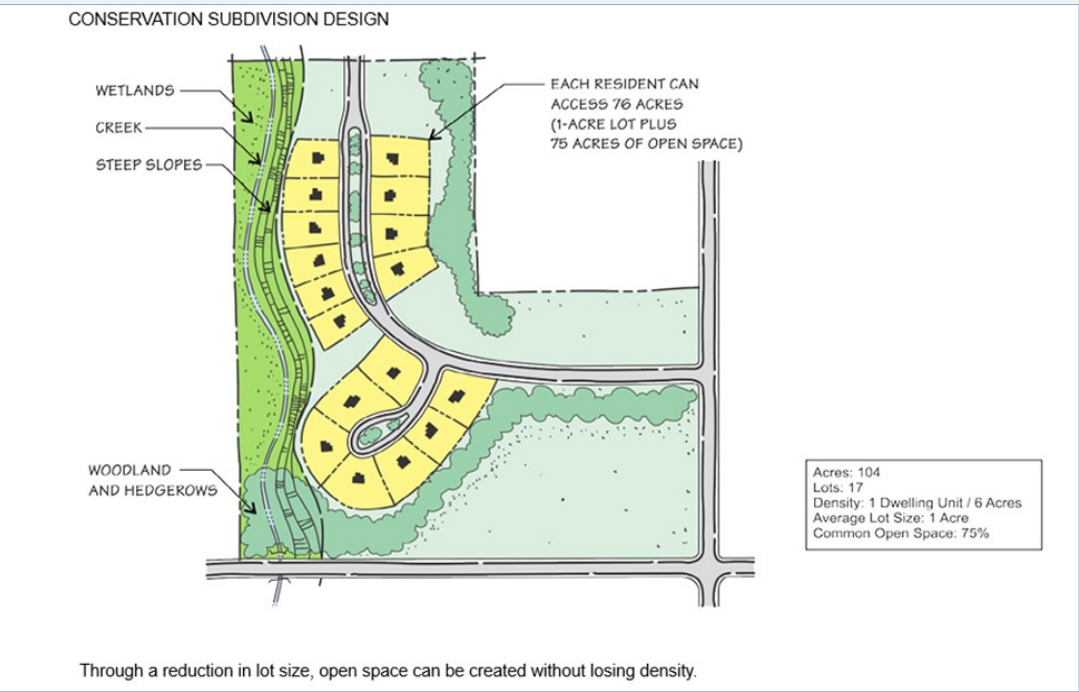 CONSERVATION SUBDIVISION DESIGN
WETLANDS
CREEK
STEEP SLOPES
EACH RESIDENT CAN
ACCESS 76 ACRES
(1-ACRE LOT PLUS
75 ACRES OF OPEN SPACE)
WOODLAND
AND HEDGEROWS
Acres: 104
Lots: 17
Density: 1 Dwelling Unit / 6 Acres
Average Lot Size: 1 Acre
Common Open Space: 75%
Through a reduction in lot size, open space can be created without losing density.